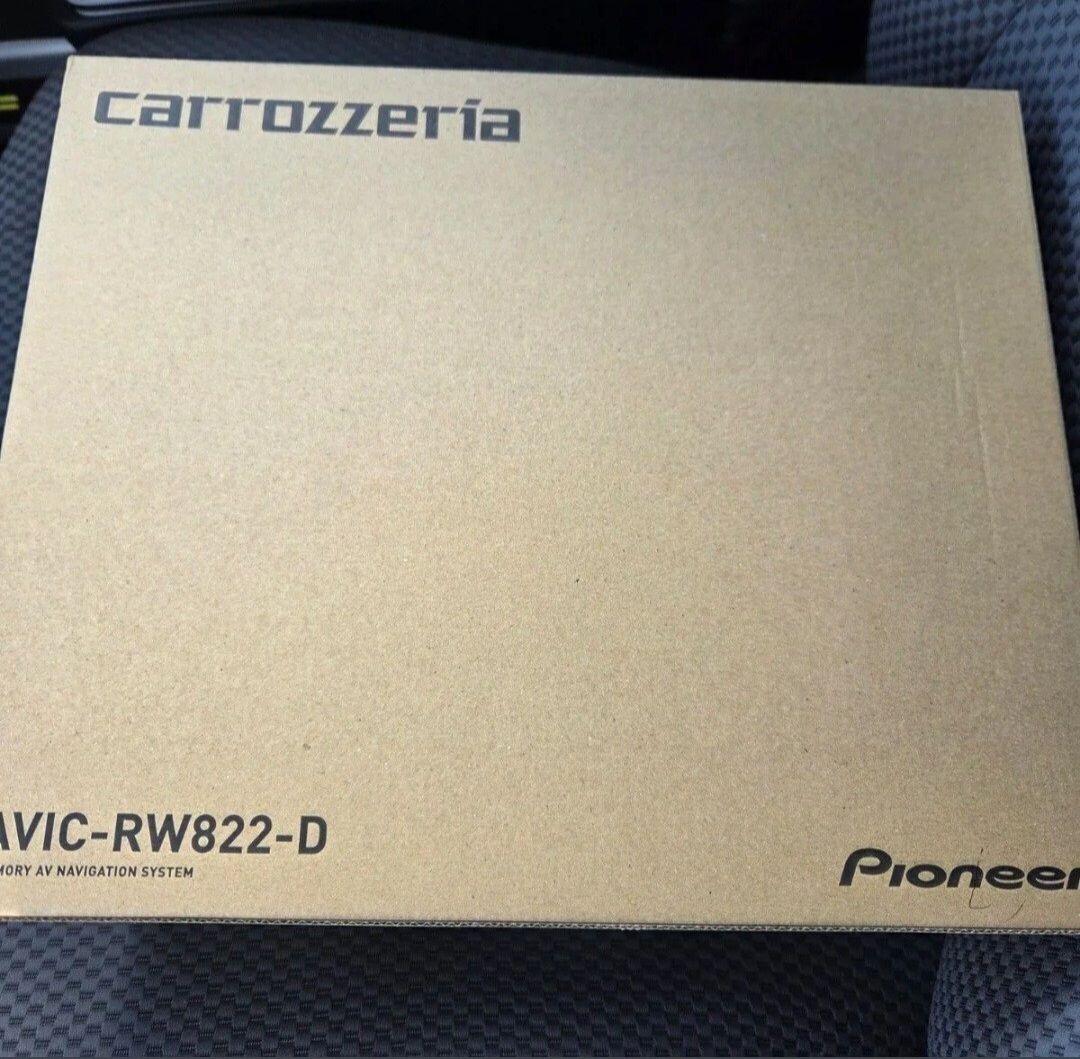 carrozzeria
AVIC-RW822-D
MORY AV NAVIGATION SYSTEM
Pioneer